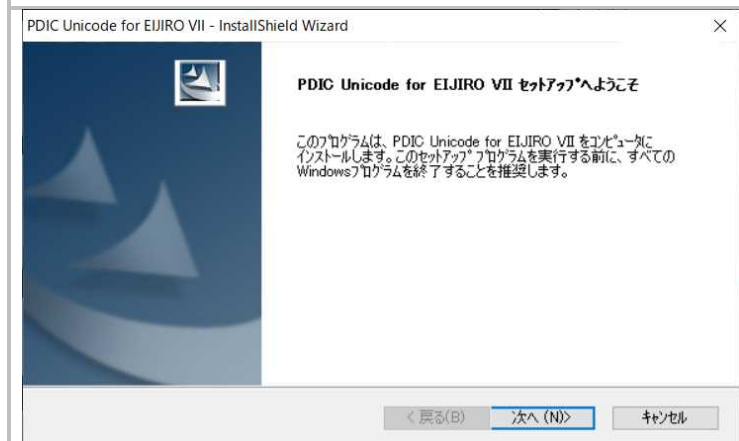 PDIC Unicode for EIJIRO VII - InstallShield Wizard
PDIC Unicode for EIJIRO VII セットアップへようこそ
このプログラムは、PDIC Unicode for EIJIRO VII をコンピュータに
インストールします。このセットアップ プログラムを実行する前に、すべての
Windowsプログラムを終了することを推奨します。
< 戻る(B)
次へ (N)>
キャンセル